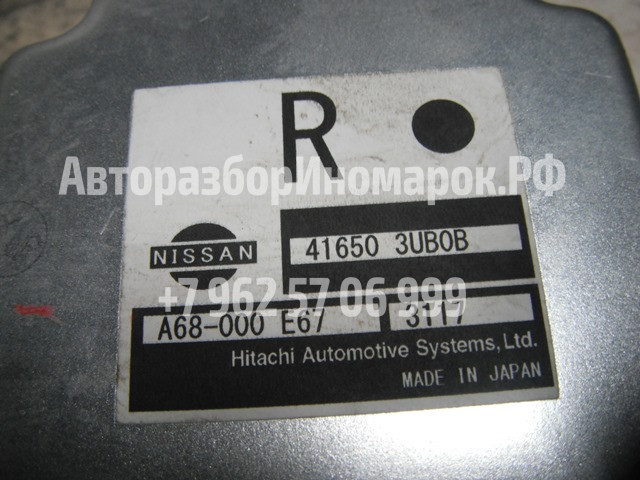 R
АвторазборИномарок.РФ
NISSAN
41650 3UB0B
+7 962 57 06 999
A68-000 E67
3117
Hitachi Automotive Systems, Ltd.
MADE IN JAPAN